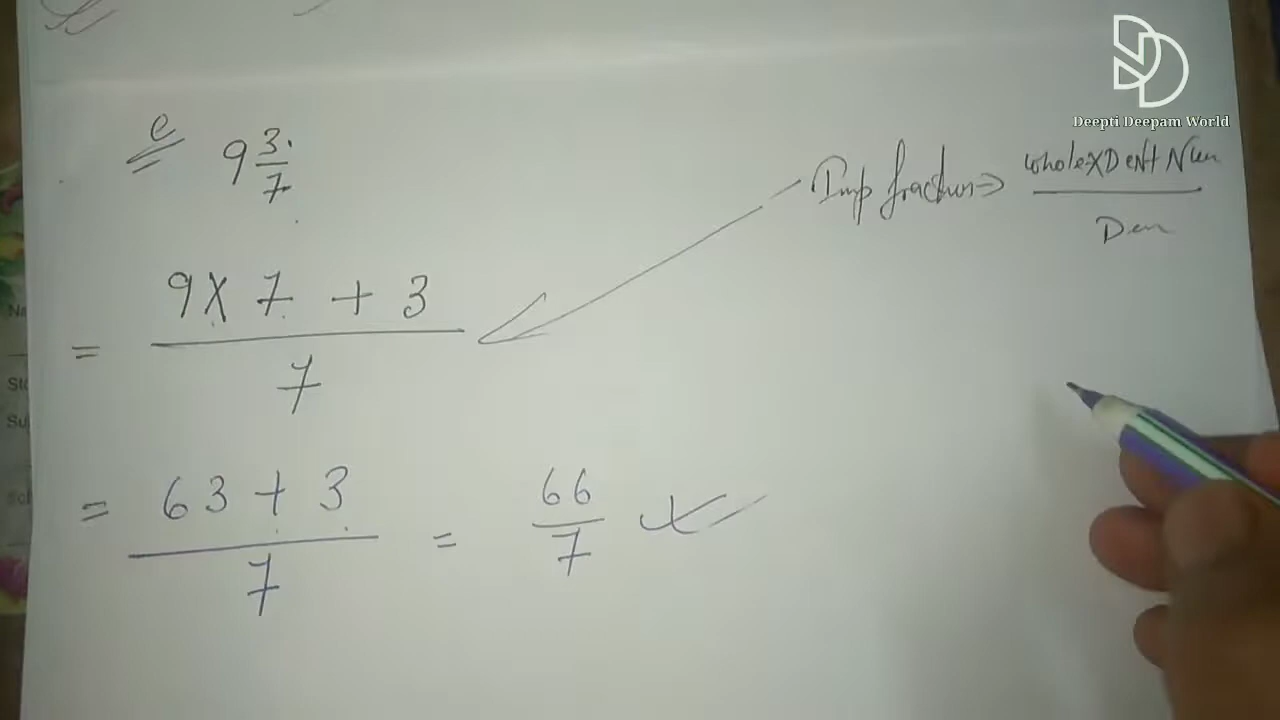 Deepti Deepam World
e 9 3/7
Imp fraction => whole X Den + Num
Den
= 9 X 7 + 3
7
= 63 + 3 = 66
7 7